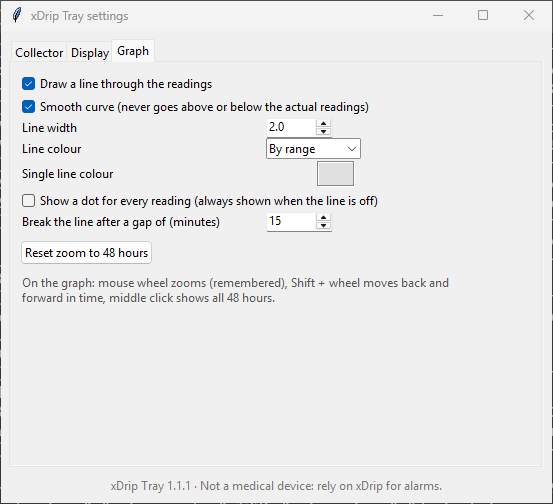 xDrip Tray settings
Collector Display Graph
Draw a line through the readings
Smooth curve (never goes above or below the actual readings)
Line width 2.0
Line colour By range
Single line colour
Show a dot for every reading (always shown when the line is off)
Break the line after a gap of (minutes) 15
Reset zoom to 48 hours
On the graph: mouse wheel zooms (remembered), Shift + wheel moves back and
forward in time, middle click shows all 48 hours.
xDrip Tray 1.1.1 · Not a medical device: rely on xDrip for alarms.